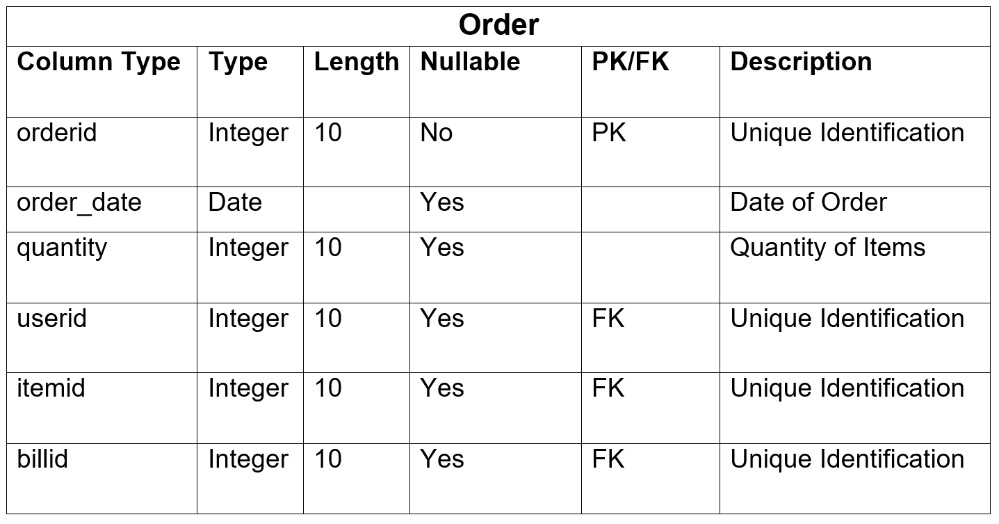 Order
Column Type Type Length Nullable PK/FK Description
orderid Integer 10 No PK Unique Identification
order_date Date Yes Date of Order
quantity Integer 10 Yes Quantity of Items
userid Integer 10 Yes FK Unique Identification
itemid Integer 10 Yes FK Unique Identification
billid Integer 10 Yes FK Unique Identification